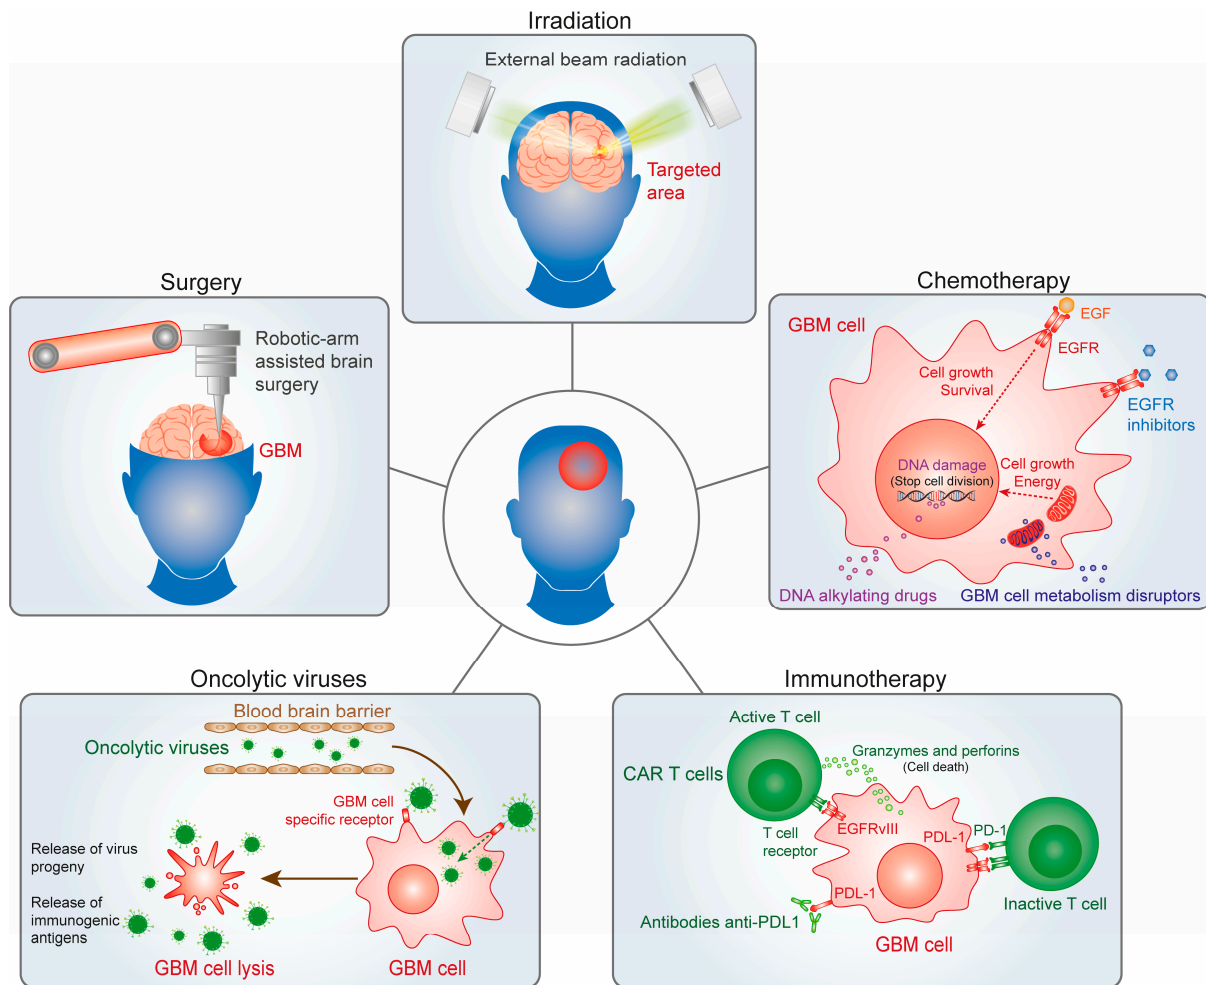 Irradiation
External beam radiation
Targeted
area
Surgery
Robotic-arm
assisted brain
surgery
GBM
Chemotherapy
GBM cell
EGF
EGFR
Cell growth
Survival
EGFR
inhibitors
DNA damage
(Stop cell division)
Cell growth
Energy
DNA alkylating drugs
GBM cell metabolism disruptors
Oncolytic viruses
Blood brain barrier
Oncolytic viruses
GBM cell
specific receptor
Release of virus
progeny
Release of
immunogenic
antigens
GBM cell lysis
GBM cell
Immunotherapy
Active T cell
Granzymes and perforins
(Cell death)
CAR T cells
EGFRvIII
T cell
receptor
PDL-1
PD-1
PDL-1
Inactive T cell
Antibodies anti-PDL1
GBM cell